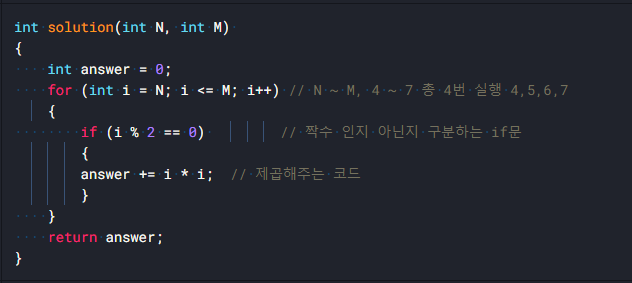 int solution(int N, int M)
{
    int answer = 0;
    for (int i = N; i <= M; i++) // N ~ M, 4 ~ 7 총 4번 실행 4,5,6,7
    {
        if (i % 2 == 0)         // 짝수 인지 아닌지 구분하는 if문
        {
        answer += i * i;  // 제곱해주는 코드
        }
    }
    return answer;
}